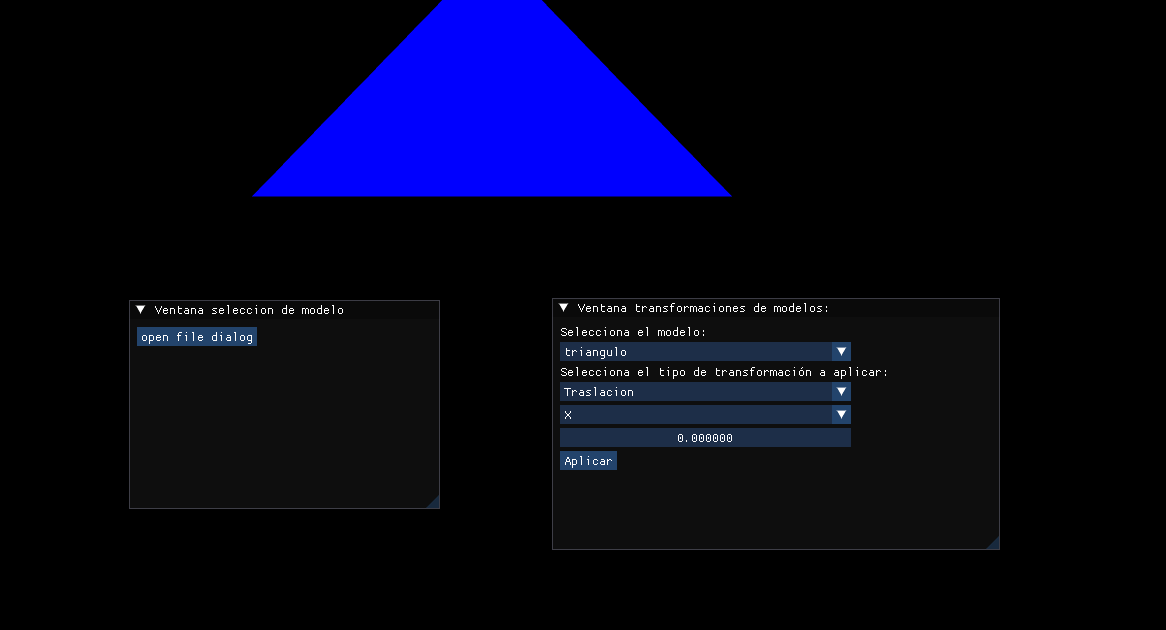 Ventana seleccion de modelo
open file dialog
Ventana transformaciones de modelos:
Selecciona el modelo:
triangulo
Selecciona el tipo de transformación a aplicar:
Traslacion
X
0.000000
Aplicar